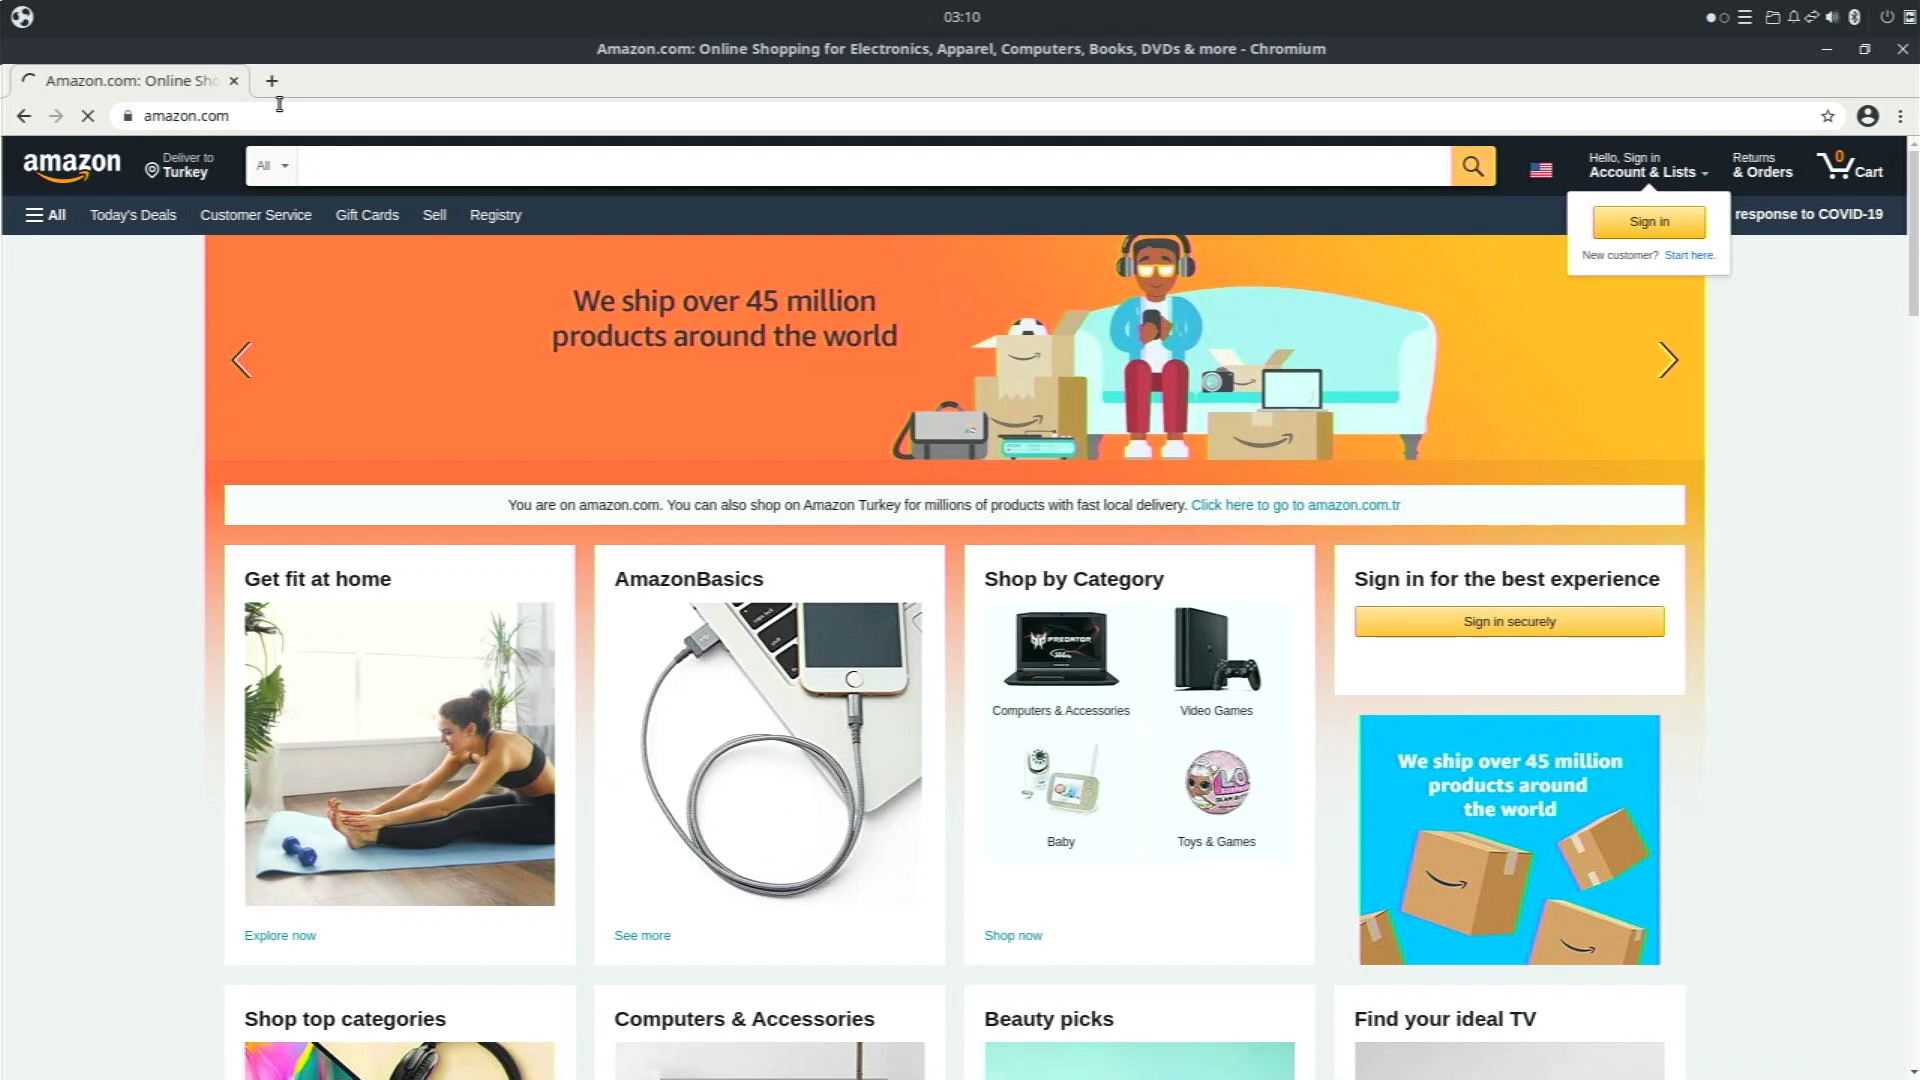 03:10
Amazon.com: Online Shopping for Electronics, Apparel, Computers, Books, DVDs & more - Chromium
Amazon.com: Online Sho
amazon.com
amazon
Deliver to
Turkey
All
Hello, Sign in
Account & Lists
Returns
& Orders
0
Cart
All
Today's Deals
Customer Service
Gift Cards
Sell
Registry
response to COVID-19
Sign in
New customer? Start here.
We ship over 45 million
products around the world
You are on amazon.com. You can also shop on Amazon Turkey for millions of products with fast local delivery. Click here to go to amazon.com.tr
Get fit at home
Explore now
AmazonBasics
See more
Shop by Category
PREDATOR
Computers & Accessories
Video Games
Baby
Toys & Games
Shop now
Sign in for the best experience
Sign in securely
We ship over 45 million
products around
the world
Shop top categories
Computers & Accessories
Beauty picks
Find your ideal TV